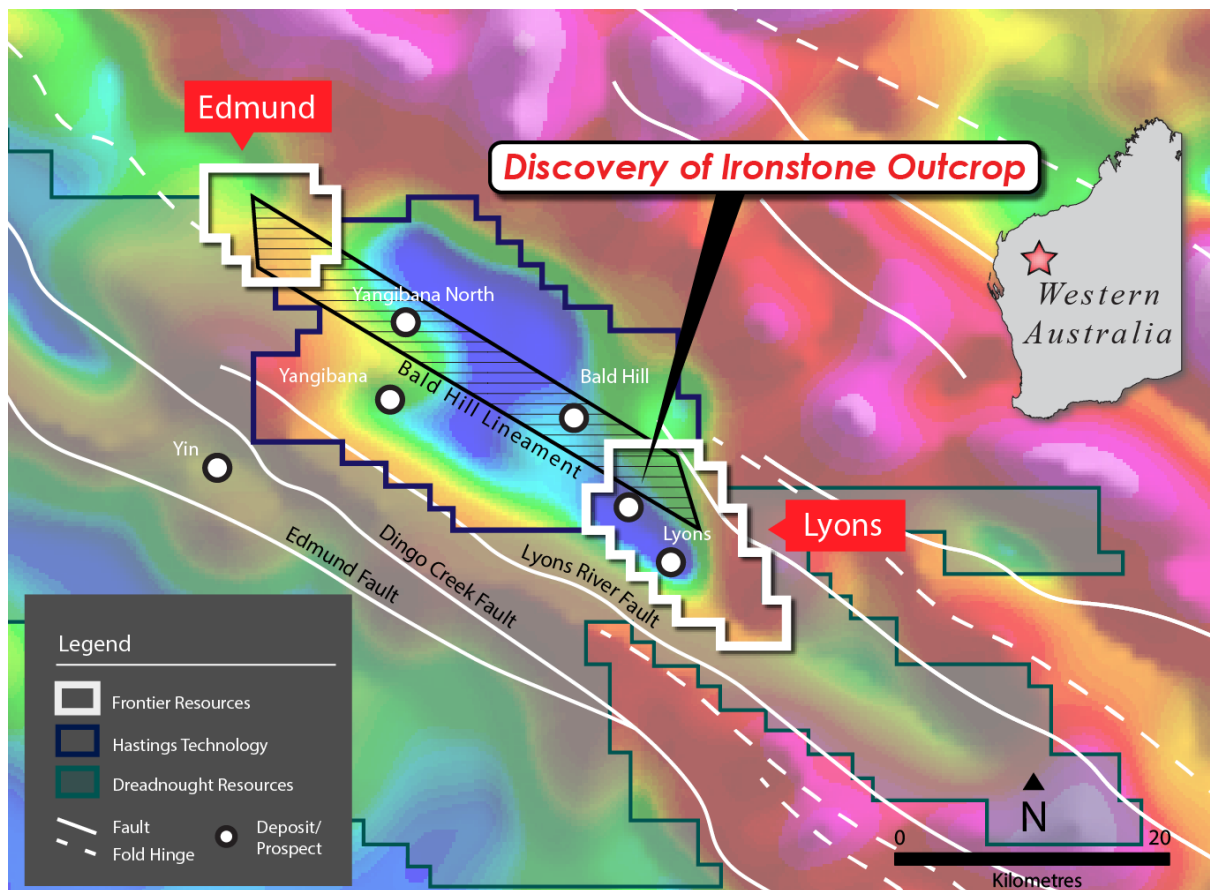 Edmund
Discovery of Ironstone Outcrop
Western
Australia
Yangibana North
Yangibana
Bald Hill
Bald Hill Lineament
Yin
Lyons
Lyons
Edmund Fault
Dingo Creek Fault
Lyons River Fault
Legend
Frontier Resources
Hastings Technology
Dreadnought Resources
Fault
Fold Hinge
Deposit/
Prospect
N
0 20
Kilometres